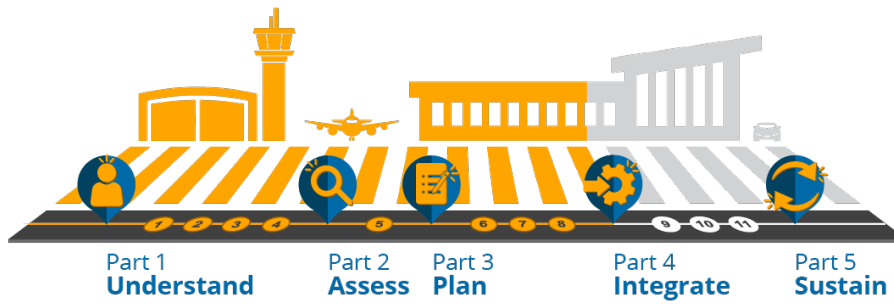 1 2 3 4 5 6 7 8 9 10 11
Part 1 Part 2 Part 3 Part 4 Part 5
Understand Assess Plan Integrate Sustain